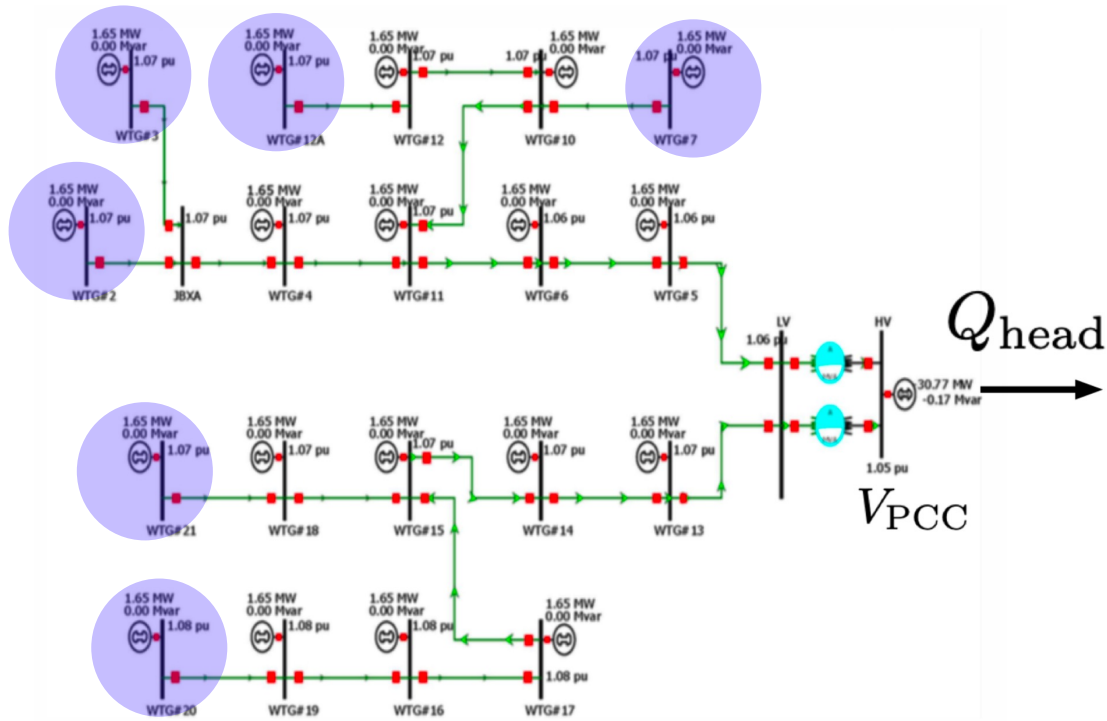 1.65 MW
0.00 Mvar
1.07 pu
WTG#3
1.65 MW
0.00 Mvar
1.07 pu
WTG#12A
1.65 MW
0.00 Mvar
1.07 pu
WTG#12
1.65 MW
0.00 Mvar
1.07 pu
WTG#10
1.65 MW
0.00 Mvar
1.07 pu
WTG#7
1.65 MW
0.00 Mvar
1.07 pu
WTG#2
1.07 pu
JBXA
1.65 MW
0.00 Mvar
1.07 pu
WTG#4
1.65 MW
0.00 Mvar
1.07 pu
WTG#11
1.65 MW
0.00 Mvar
1.06 pu
WTG#6
1.65 MW
0.00 Mvar
1.06 pu
WTG#5
LV
1.06 pu
HV
30.77 MW
-0.17 Mvar
1.05 pu
Q_head
V_PCC
1.65 MW
0.00 Mvar
1.07 pu
WTG#21
1.65 MW
0.00 Mvar
1.07 pu
WTG#18
1.65 MW
0.00 Mvar
1.07 pu
WTG#15
1.65 MW
0.00 Mvar
1.07 pu
WTG#14
1.65 MW
0.00 Mvar
1.07 pu
WTG#13
1.65 MW
0.00 Mvar
1.08 pu
WTG#20
1.65 MW
0.00 Mvar
1.08 pu
WTG#19
1.65 MW
0.00 Mvar
1.08 pu
WTG#16
1.65 MW
0.00 Mvar
1.08 pu
WTG#17